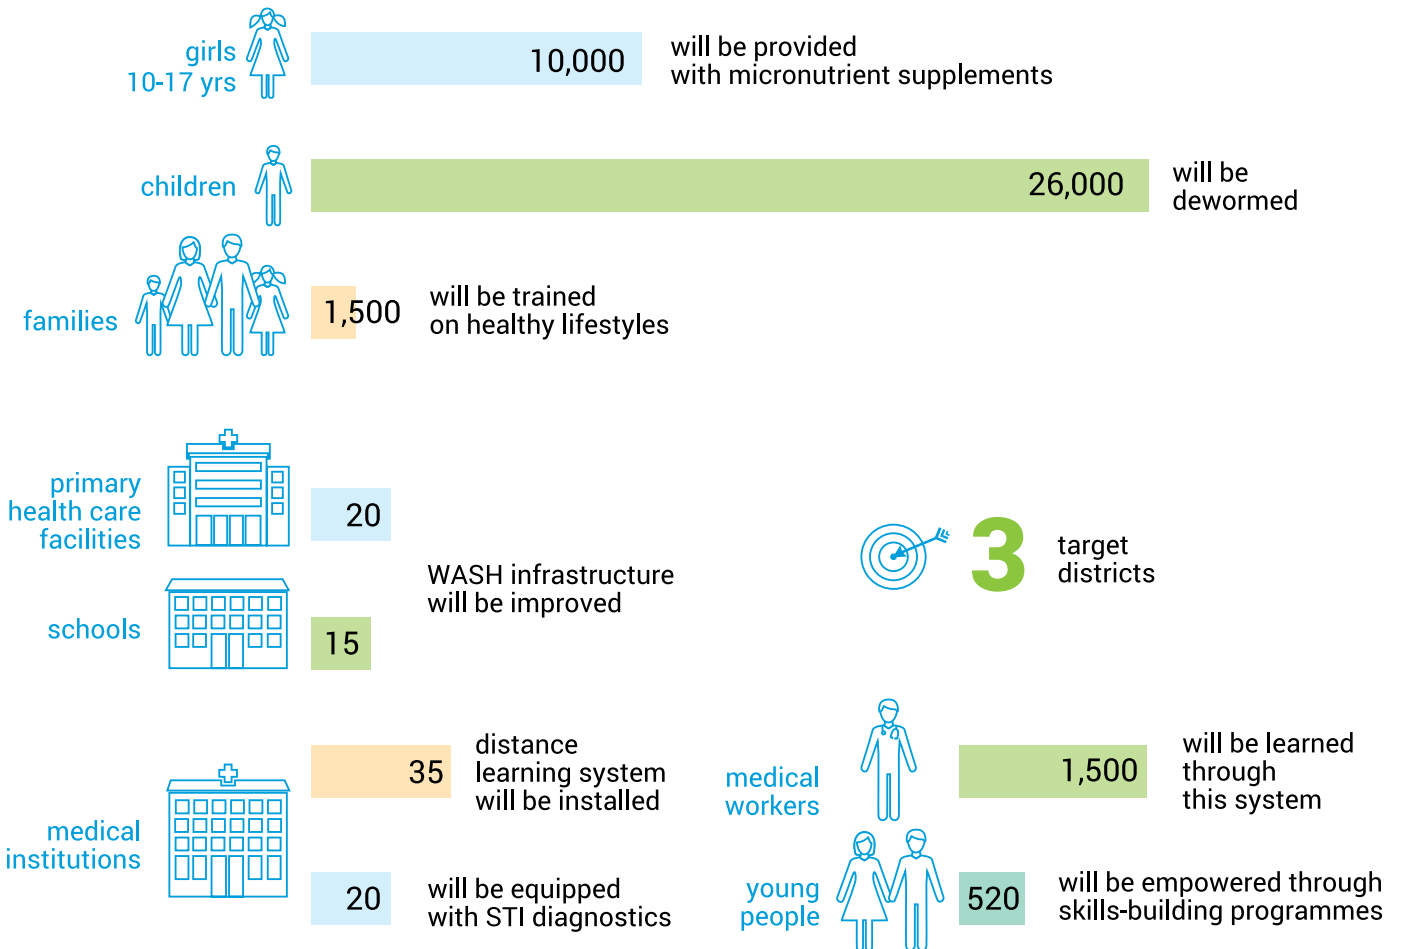 girls
10-17 yrs
10,000
will be provided
with micronutrient supplements
children
26,000
will be
dewormed
families
1,500
will be trained
on healthy lifestyles
primary
health care
facilities
20
schools
15
WASH infrastructure
will be improved
3
target
districts
medical
institutions
35
distance
learning system
will be installed
20
will be equipped
with STI diagnostics
medical
workers
1,500
will be learned
through
this system
young
people
520
will be empowered through
skills-building programmes